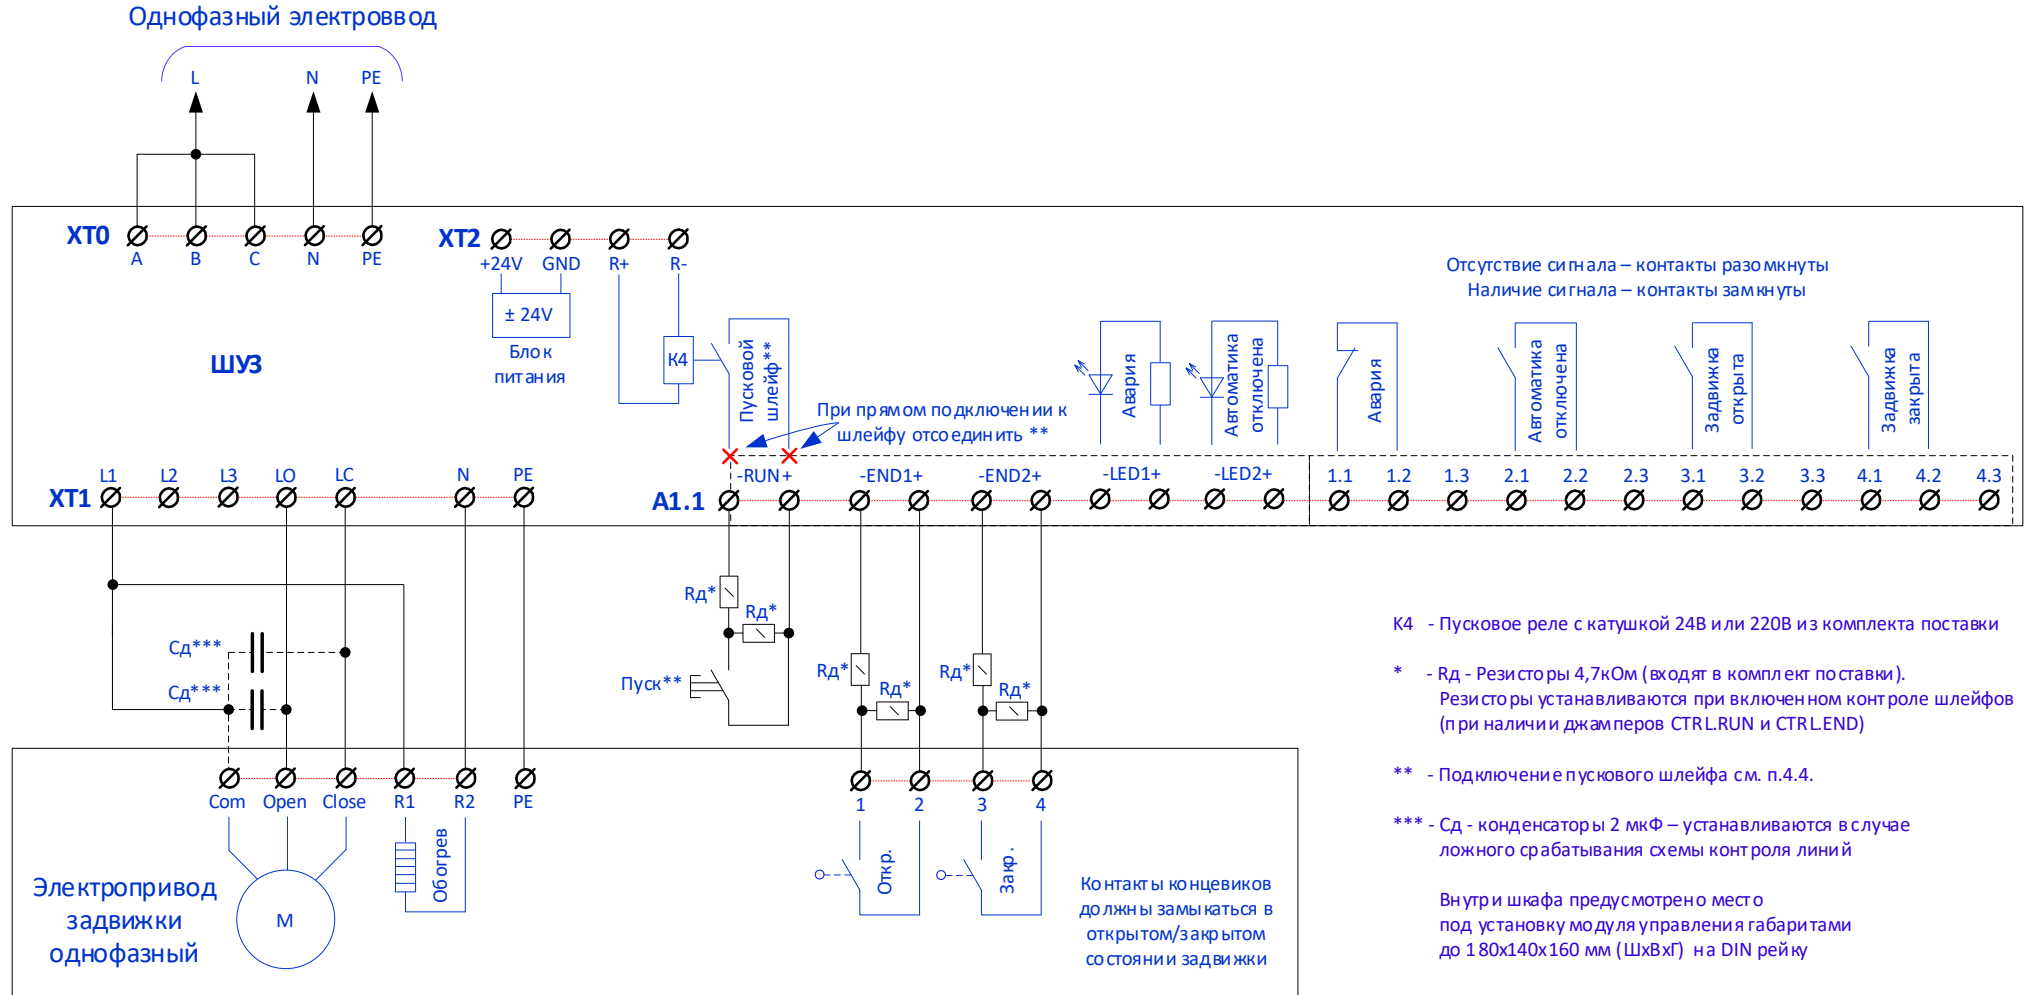 Однофазный электроввод
L N PE
XT0
A B C N PE
XT2
+24V GND R+ R-
± 24V
Блок
питания
K4
Пусковой
шлейф**
При прямом подключении к
шлейфу отсоединить **
Авария
Автоматика
отключена
Отсутствие сигнала – контакты разомкнуты
Наличие сигнала – контакты замкнуты
Авария
Автоматика
отключена
Задвижка
открыта
Задвижка
закрыта
ШУЗ
XT1
L1 L2 L3 LO LC N PE
A1.1
-RUN+ -END1+ -END2+ -LED1+ -LED2+
1.1 1.2 1.3 2.1 2.2 2.3 3.1 3.2 3.3 4.1 4.2 4.3
Сд***
Сд***
Rд*
Rд*
Пуск**
Rд*
Rд*
Rд*
Rд*
Com Open Close R1 R2 PE
1 2 3 4
Обогрев
M
Электропривод
задвижки
однофазный
Откр.
Закр.
Контакты концевиков
должны замыкаться в
открытом/закрытом
состоянии задвижки
K4 - Пусковое реле с катушкой 24В или 220В из комплекта поставки
* - Rд - Резисторы 4,7кОм (входят в комплект поставки).
Резисторы устанавливаются при включенном контроле шлейфов
(при наличии джамперов CTRL.RUN и CTRL.END)
** - Подключение пускового шлейфа см. п.4.4.
*** - Сд - конденсаторы 2 мкФ – устанавливаются в случае
ложного срабатывания схемы контроля линий
Внутри шкафа предусмотрено место
под установку модуля управления габаритами
до 180х140х160 мм (ШхВхГ) на DIN рейку